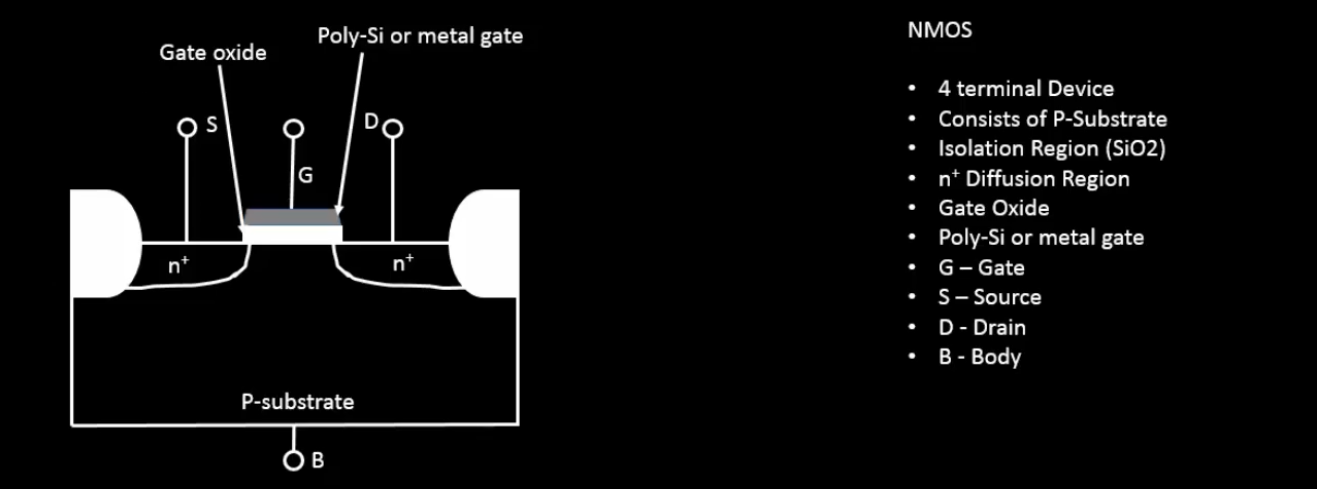 Gate oxide
Poly-Si or metal gate
S
D
G
n⁺
n⁺
P-substrate
B
NMOS
• 4 terminal Device
• Consists of P-Substrate
• Isolation Region (SiO2)
• n⁺ Diffusion Region
• Gate Oxide
• Poly-Si or metal gate
• G – Gate
• S – Source
• D - Drain
• B - Body